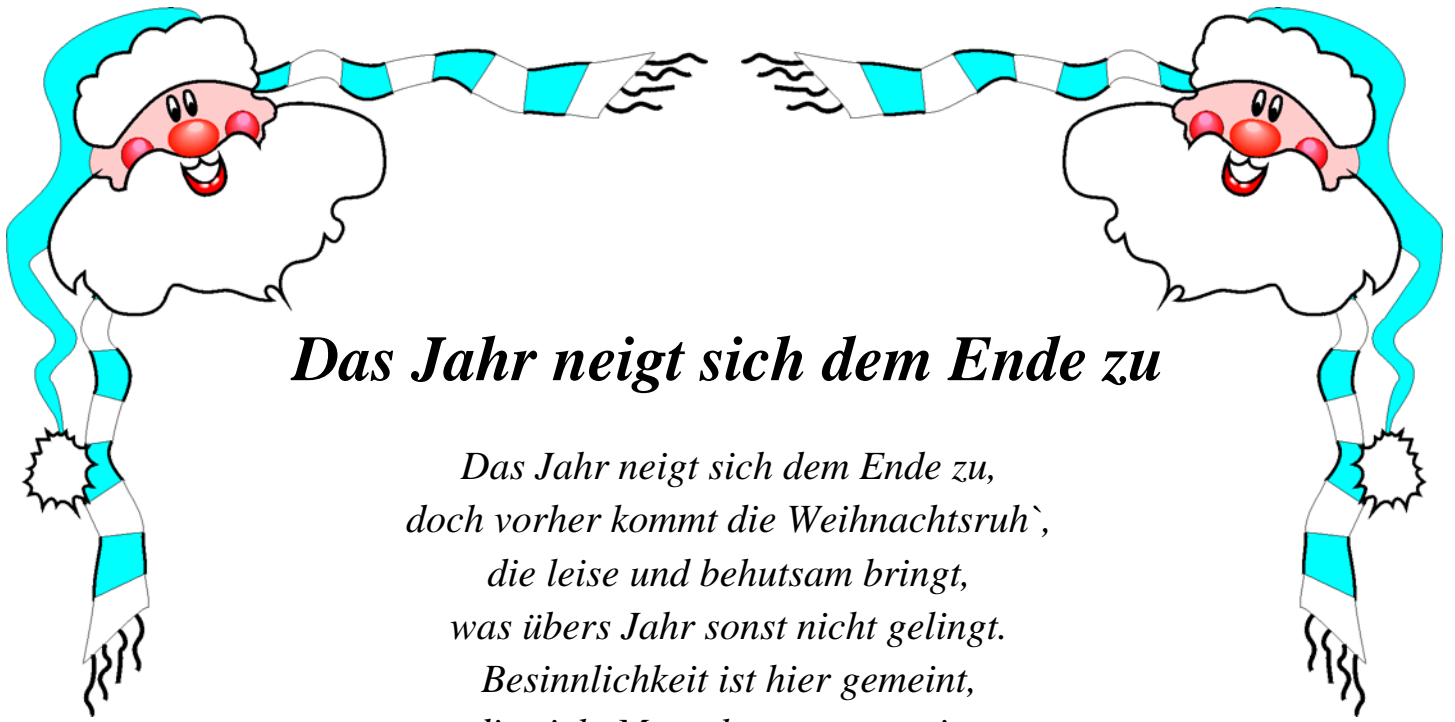 Das Jahr neigt sich dem Ende zu
Das Jahr neigt sich dem Ende zu,
doch vorher kommt die Weihnachtsruh`,
die leise und behutsam bringt,
was übers Jahr sonst nicht gelingt.
Besinnlichkeit ist hier gemeint,